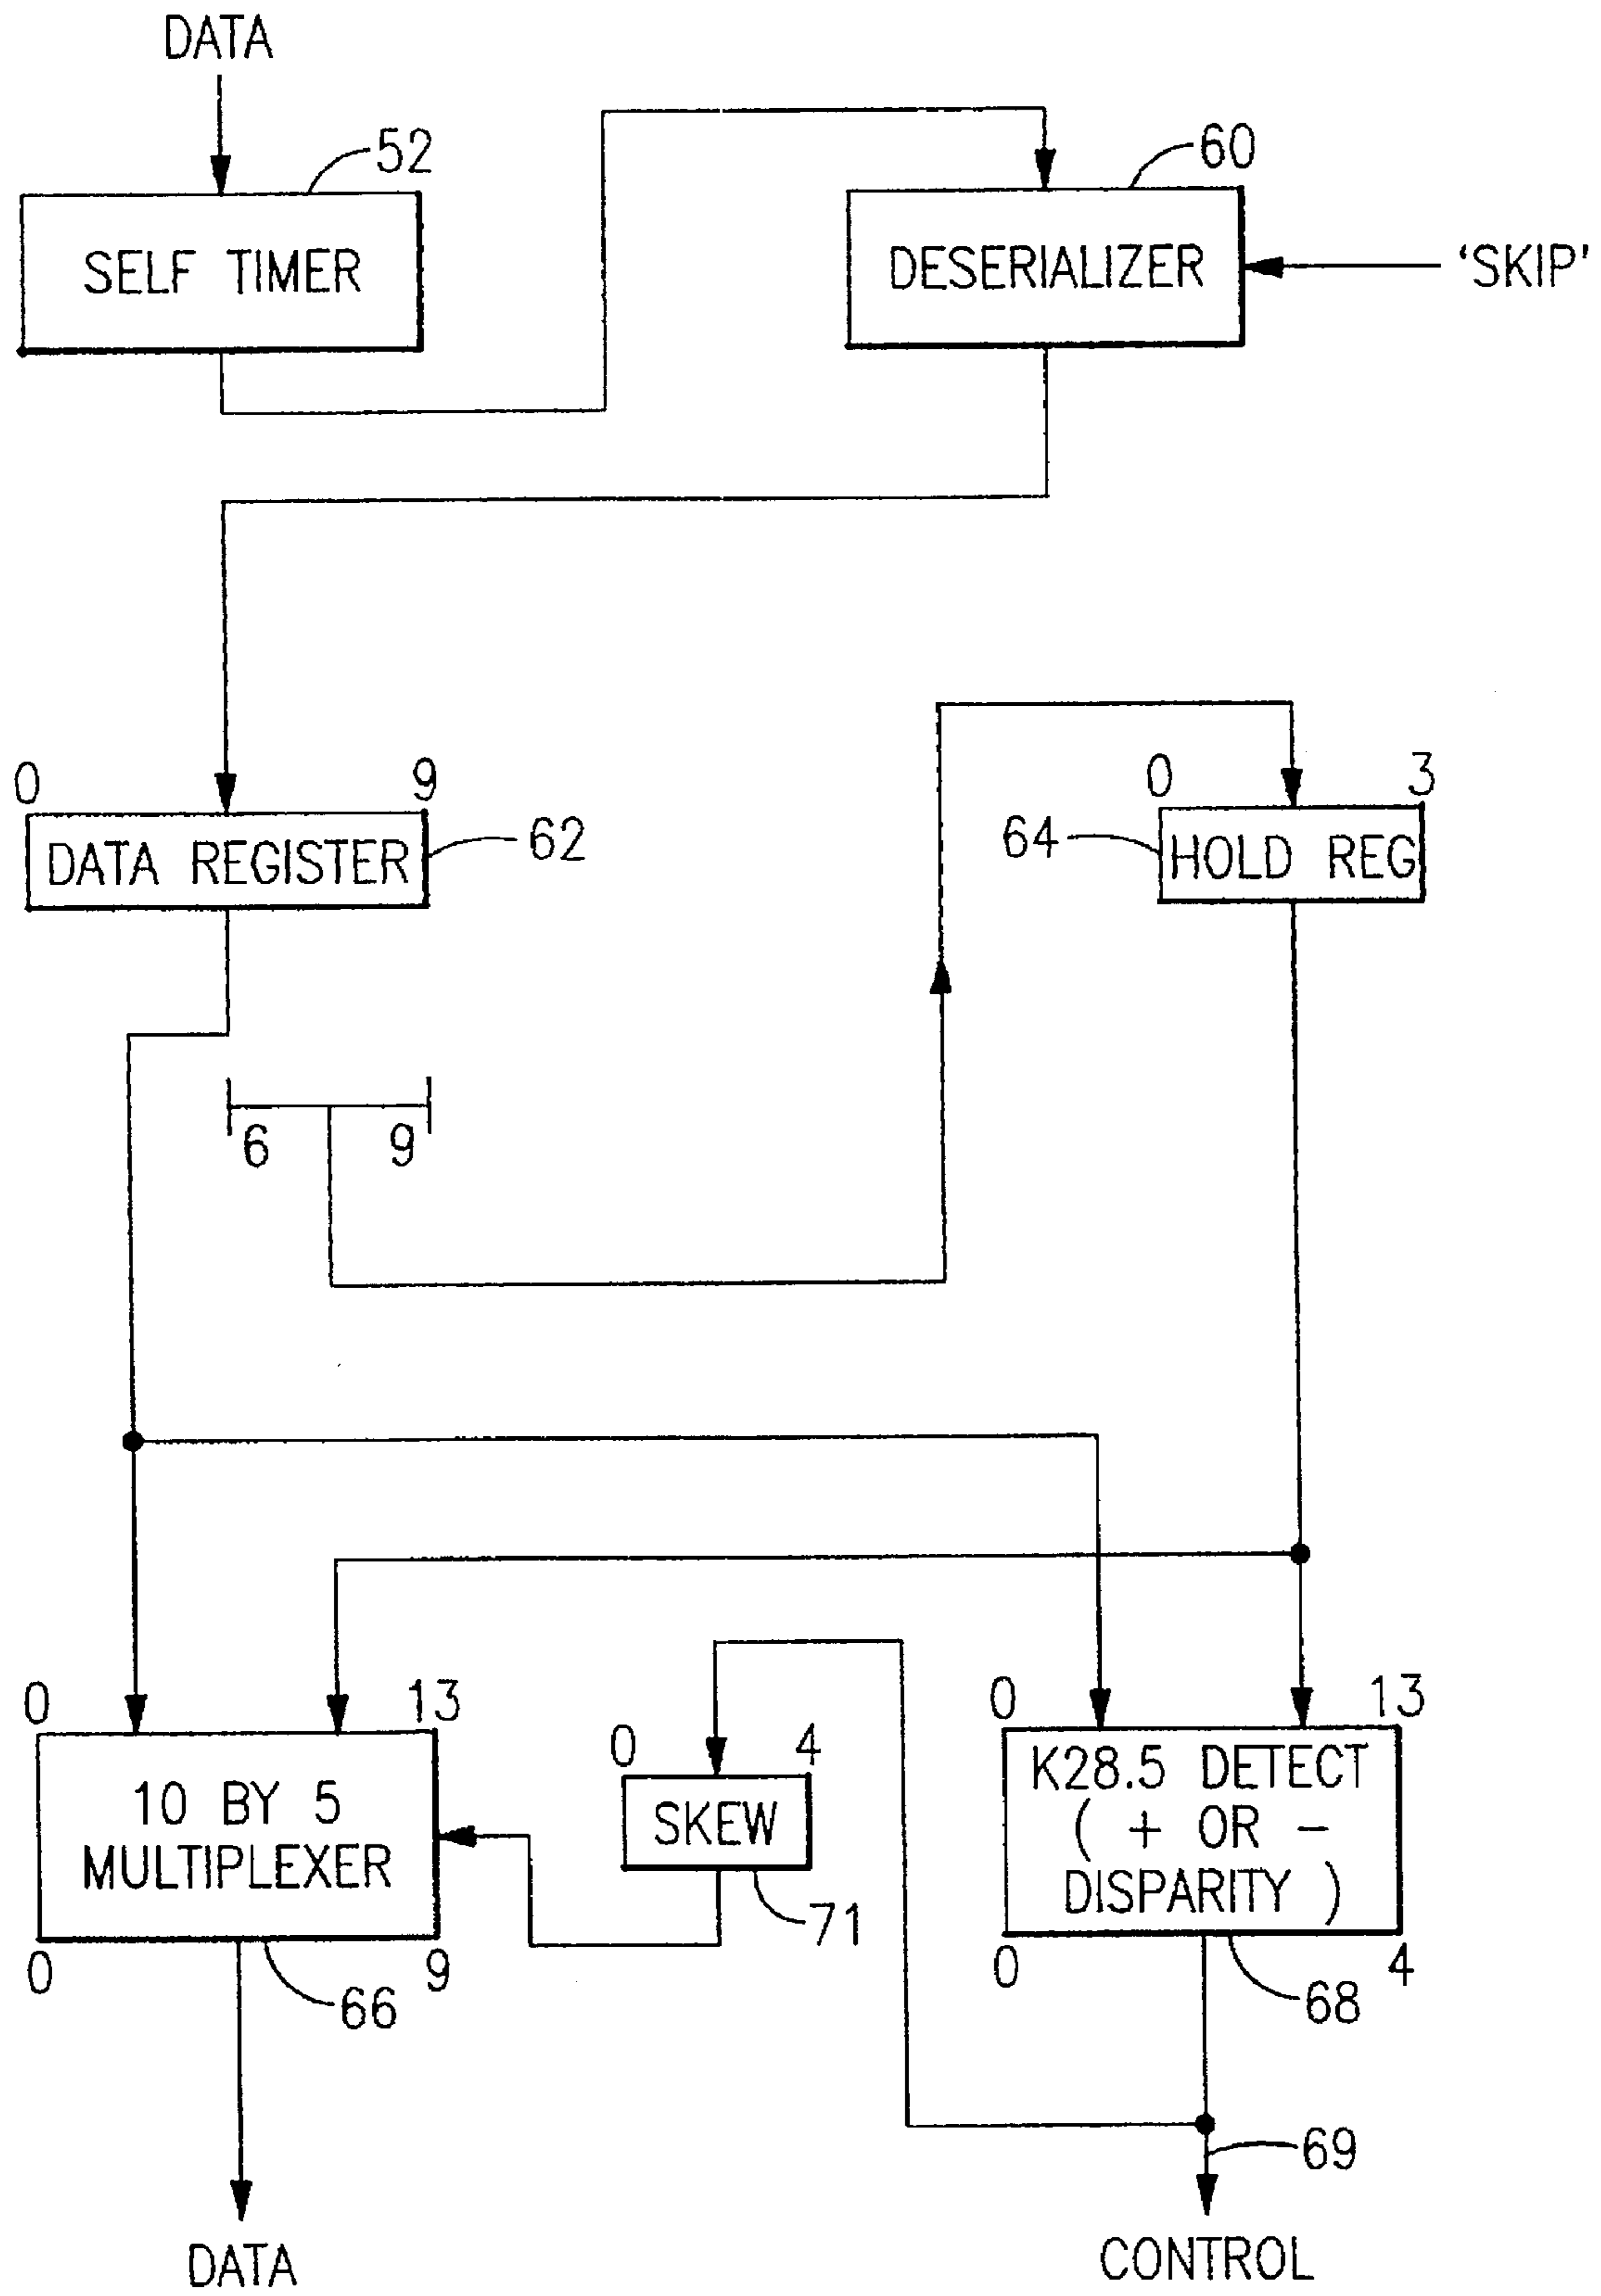 DATA
52
60
SELF TIMER
DESERIALIZER
'SKIP'
0 9
0 3
DATA REGISTER
62
64
HOLD REG
6 9
0 13
0 4
0 13
10 BY 5
MULTIPLEXER
SKEW
K28.5 DETECT
( + OR -
DISPARITY )
71
0 9
66
0 4
68
69
DATA
CONTROL